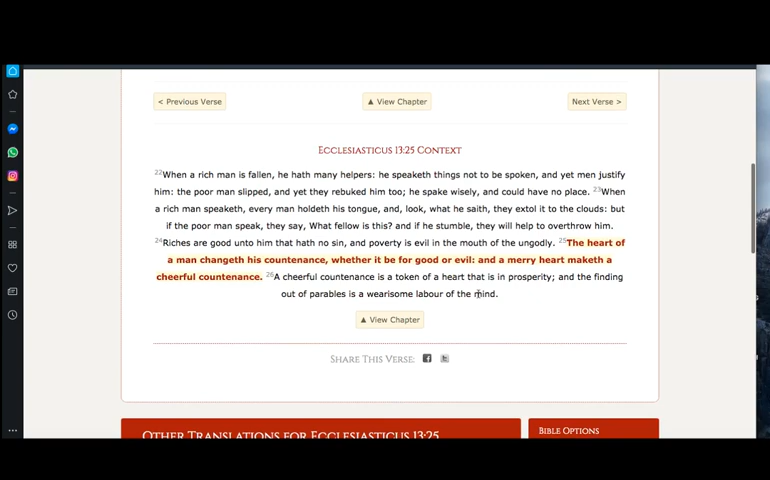 < Previous Verse
▲ View Chapter
Next Verse >
Ecclesiasticus 13:25 Context
22When a rich man is fallen, he hath many helpers: he speaketh things not to be spoken, and yet men justify
him: the poor man slipped, and yet they rebuked him too; he spake wisely, and could have no place. 23When
a rich man speaketh, every man holdeth his tongue, and, look, what he saith, they extol it to the clouds: but
if the poor man speak, they say, What fellow is this? and if he stumble, they will help to overthrow him.
24Riches are good unto him that hath no sin, and poverty is evil in the mouth of the ungodly. 25The heart of
a man changeth his countenance, whether it be for good or evil: and a merry heart maketh a
cheerful countenance. 26A cheerful countenance is a token of a heart that is in prosperity; and the finding
out of parables is a wearisome labour of the mind.
▲ View Chapter
Share This Verse:
Other Translations for Ecclesiasticus 13:25
Bible Options